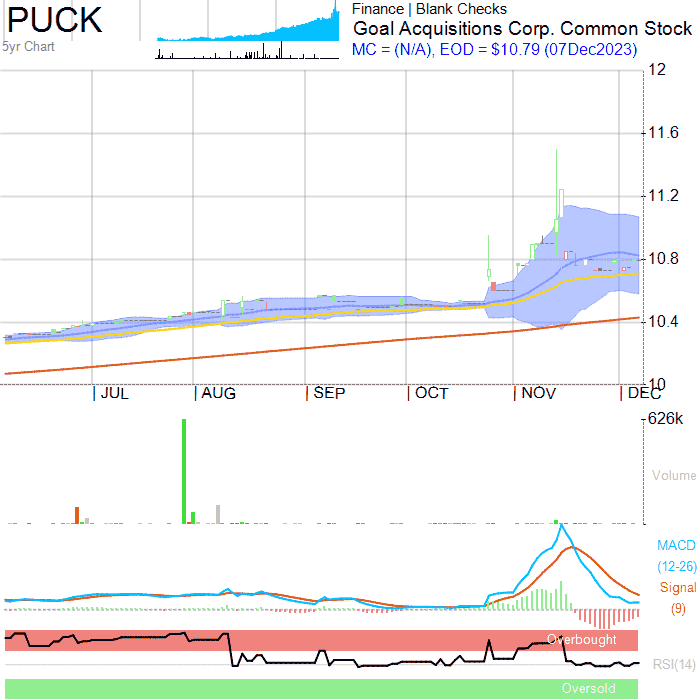 PUCK
5yr Chart
Finance | Blank Checks
Goal Acquisitions Corp. Common Stock
MC = (N/A), EOD = $10.79 (07Dec2023)
12
11.6
11.2
10.8
10.4
10
JUL AUG SEP OCT NOV DEC
626k
Volume
MACD
(12-26)
Signal
(9)
Overbought
RSI(14)
Oversold